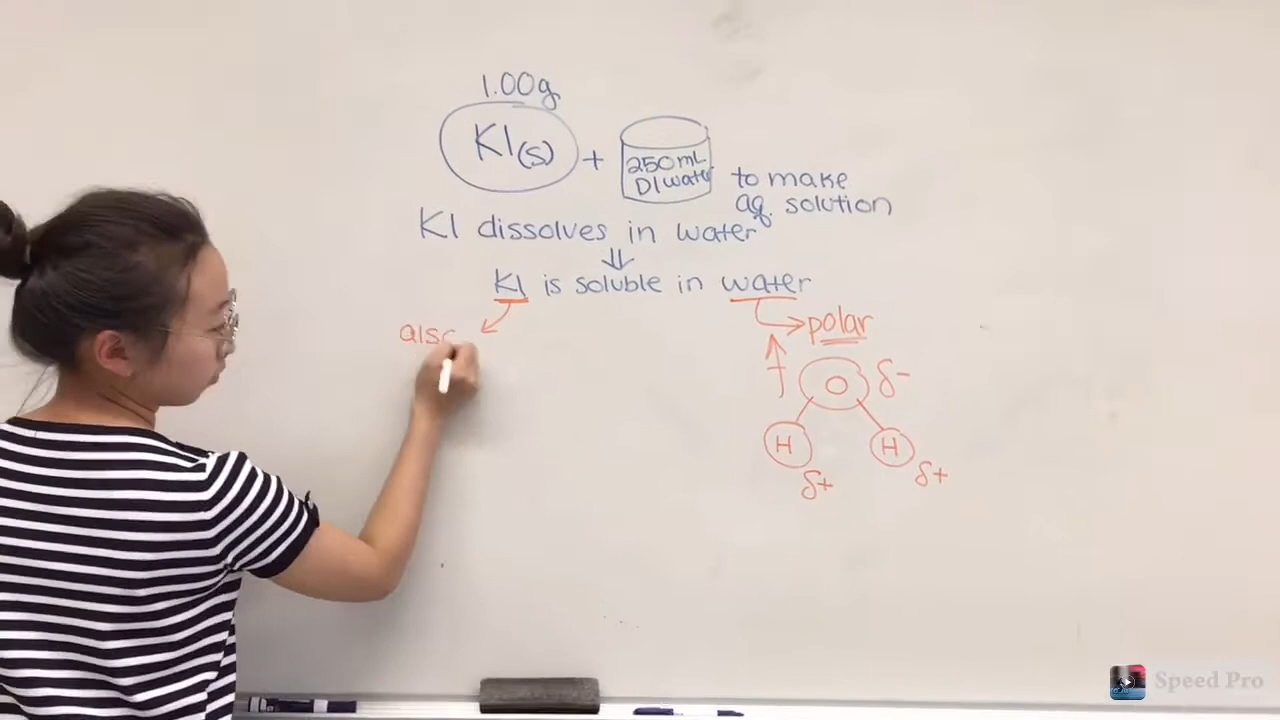 1.00g
KI(s) + 250mL
DI water
to make
aq. solution
KI dissolves in water
⇓
KI is soluble in water
also
polar
O δ-
H H
δ+ δ+
Speed Pro